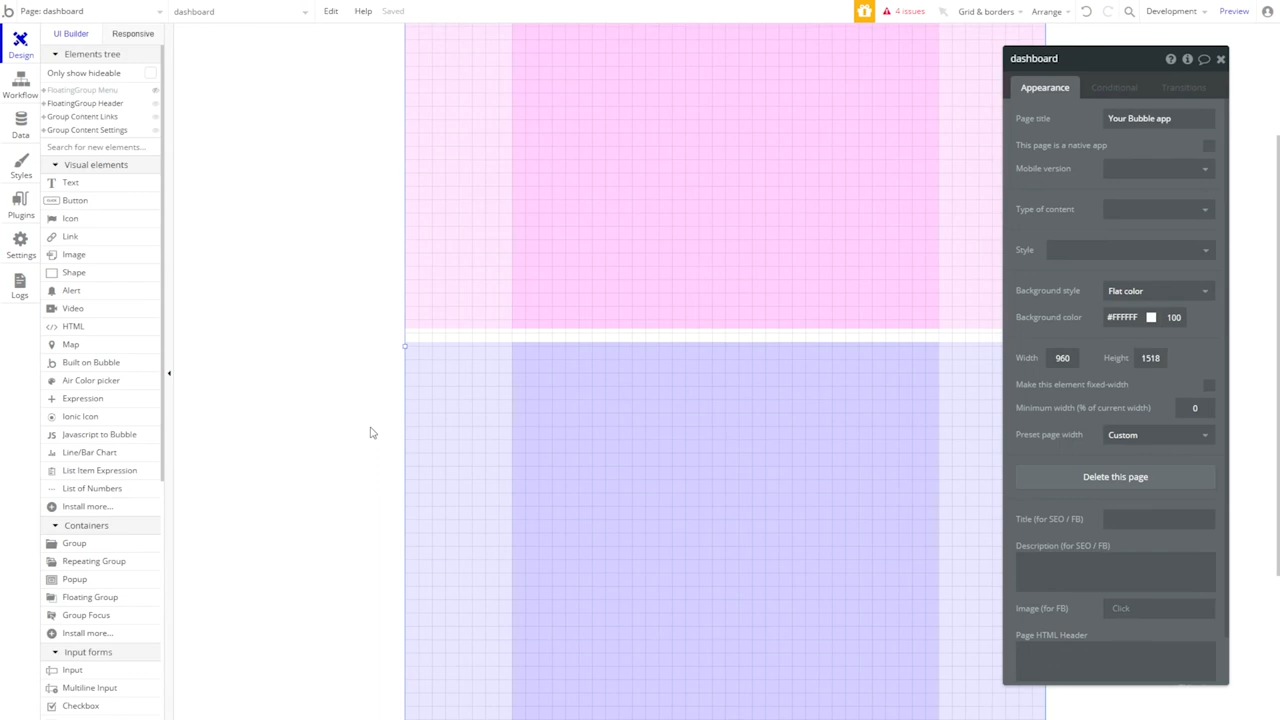 Page: dashboard
dashboard
Edit
Help
Saved
4 issues
Grid & borders
Arrange
Development
Preview
Design
Workflow
Data
Styles
Plugins
Settings
Logs
UI Builder
Responsive
Elements tree
Only show hideable
FloatingGroup Menu
FloatingGroup Header
Group Content Links
Group Content Settings
Search for new elements...
Visual elements
Text
Button
Icon
Link
Image
Shape
Alert
Video
HTML
Map
Built on Bubble
Air Color picker
Expression
Ionic Icon
Javascript to Bubble
Line/Bar Chart
List Item Expression
List of Numbers
Install more...
Containers
Group
Repeating Group
Popup
Floating Group
Group Focus
Install more...
Input forms
Input
Multiline Input
Checkbox
dashboard
Appearance
Conditional
Transitions
Page title
Your Bubble app
This page is a native app
Mobile version
Type of content
Style
Background style
Flat color
Background color
#FFFFFF
100
Width
960
Height
1518
Make this element fixed-width
Minimum width (% of current width)
0
Preset page width
Custom
Delete this page
Title (for SEO / FB)
Description (for SEO / FB)
Image (for FB)
Click
Page HTML Header